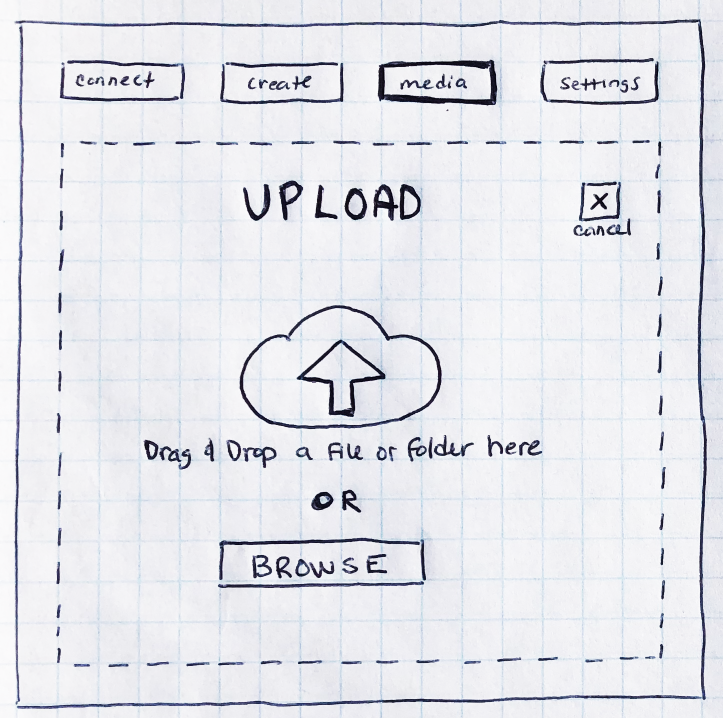 connect
create
media
settings
UPLOAD
X
cancel
Drag & Drop a file or folder here
OR
BROWSE